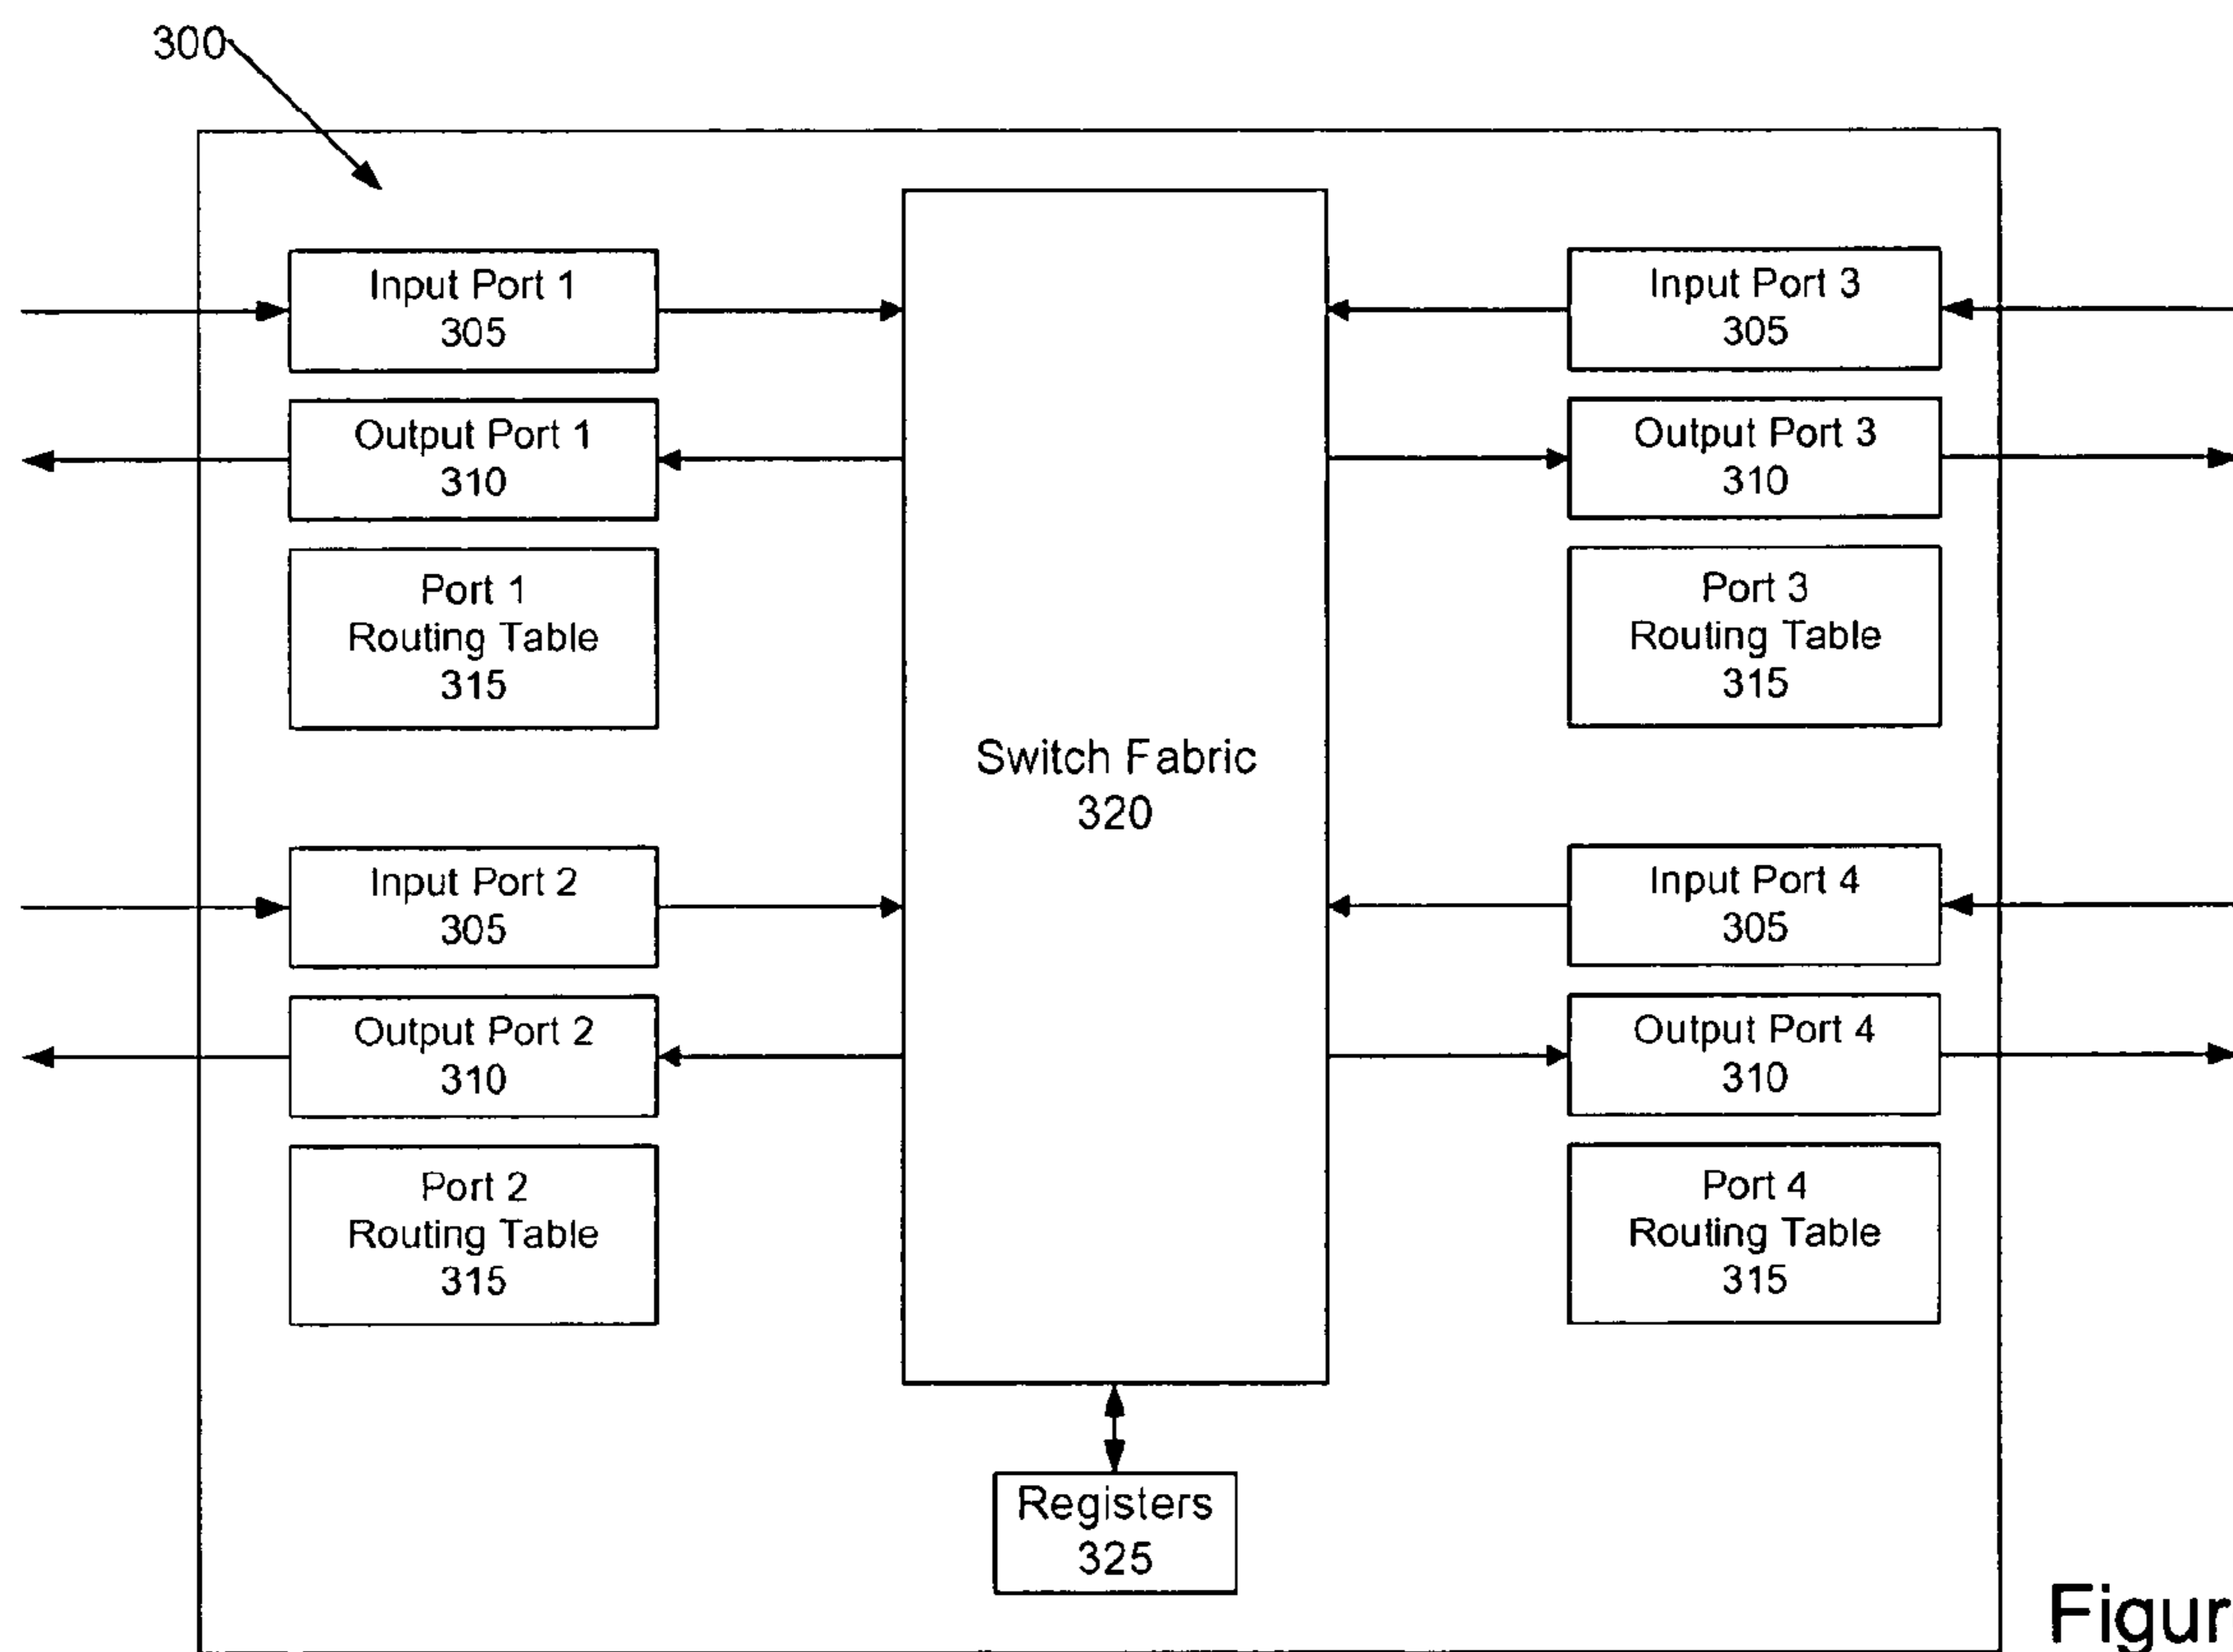 300
Input Port 1
305
Output Port 1
310
Port 1
Routing Table
315
Input Port 2
305
Output Port 2
310
Port 2
Routing Table
315
Switch Fabric
320
Registers
325
Input Port 3
305
Output Port 3
310
Port 3
Routing Table
315
Input Port 4
305
Output Port 4
310
Port 4
Routing Table
315